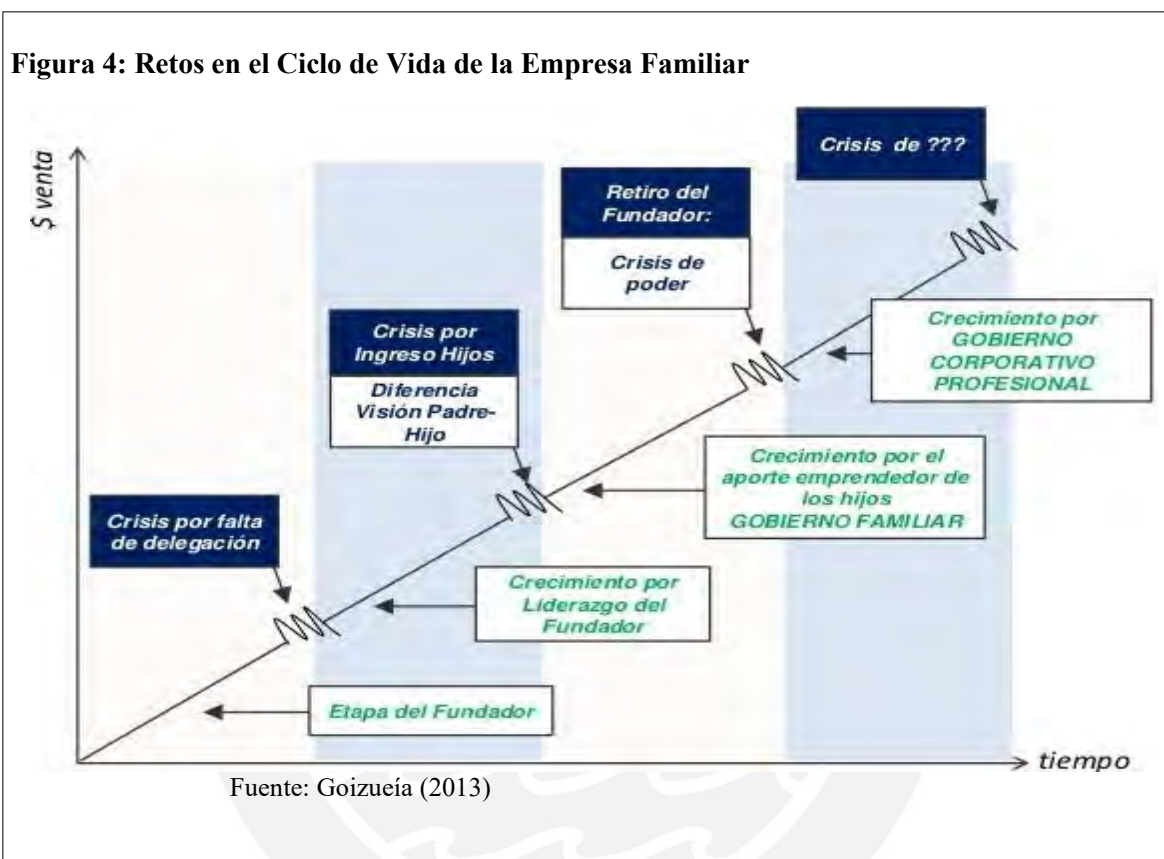 Figura 4: Retos en el Ciclo de Vida de la Empresa Familiar
$ venta
Crisis de ???
Retiro del
Fundador:
Crisis de
poder
Crisis por
Ingreso Hijos
Diferencia
Visión Padre-
Hijo
Crecimiento por
GOBIERNO
CORPORATIVO
PROFESIONAL
Crecimiento por el
aporte emprendedor de
los hijos
GOBIERNO FAMILIAR
Crisis por falta
de delegación
Crecimiento por
Liderazgo del
Fundador
Etapa del Fundador
tiempo
Fuente: Goizueía (2013)